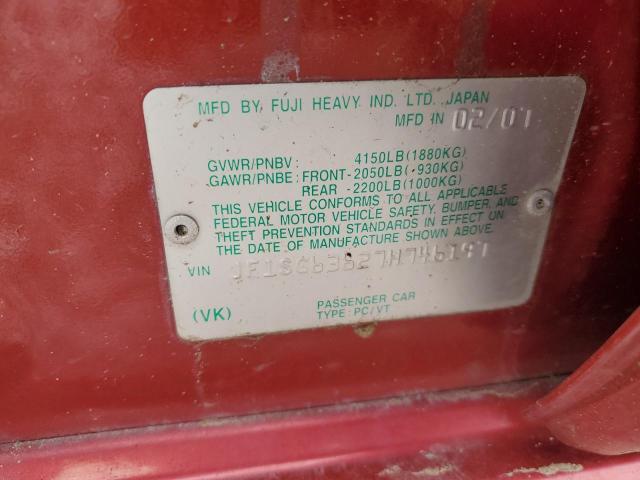 MFD BY FUJI HEAVY IND. LTD. JAPAN
MFD IN 02/07
GVWR/PNBV: 4150LB(1880KG)
GAWR/PNBE: FRONT-2050LB( 930KG)
REAR -2200LB(1000KG)
THIS VEHICLE CONFORMS TO ALL APPLICABLE
FEDERAL MOTOR VEHICLE SAFETY, BUMPER, AND
THEFT PREVENTION STANDARDS IN EFFECT ON
THE DATE OF MANUFACTURE SHOWN ABOVE.
VIN
PASSENGER CAR
(VK) TYPE: PC/VT